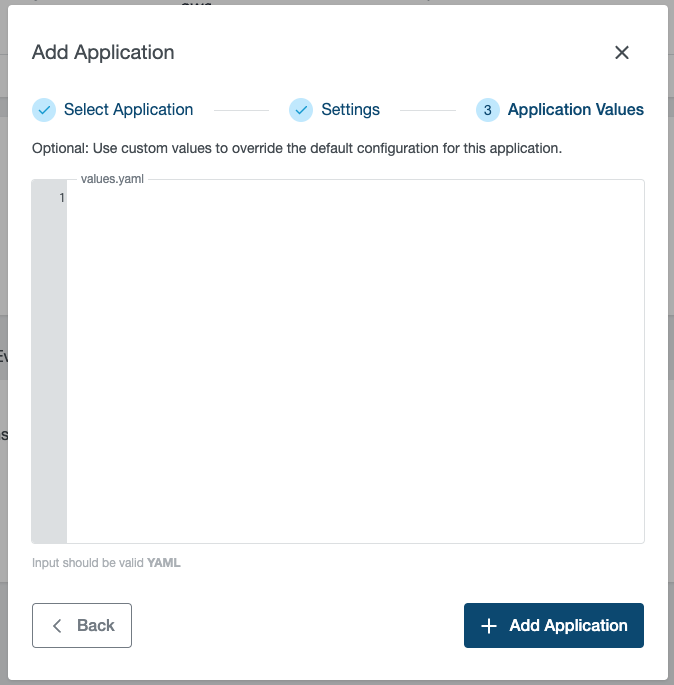 Add Application
Select Application
Settings
3 Application Values
Optional: Use custom values to override the default configuration for this application.
values.yaml
1
Input should be valid YAML
Back
Add Application